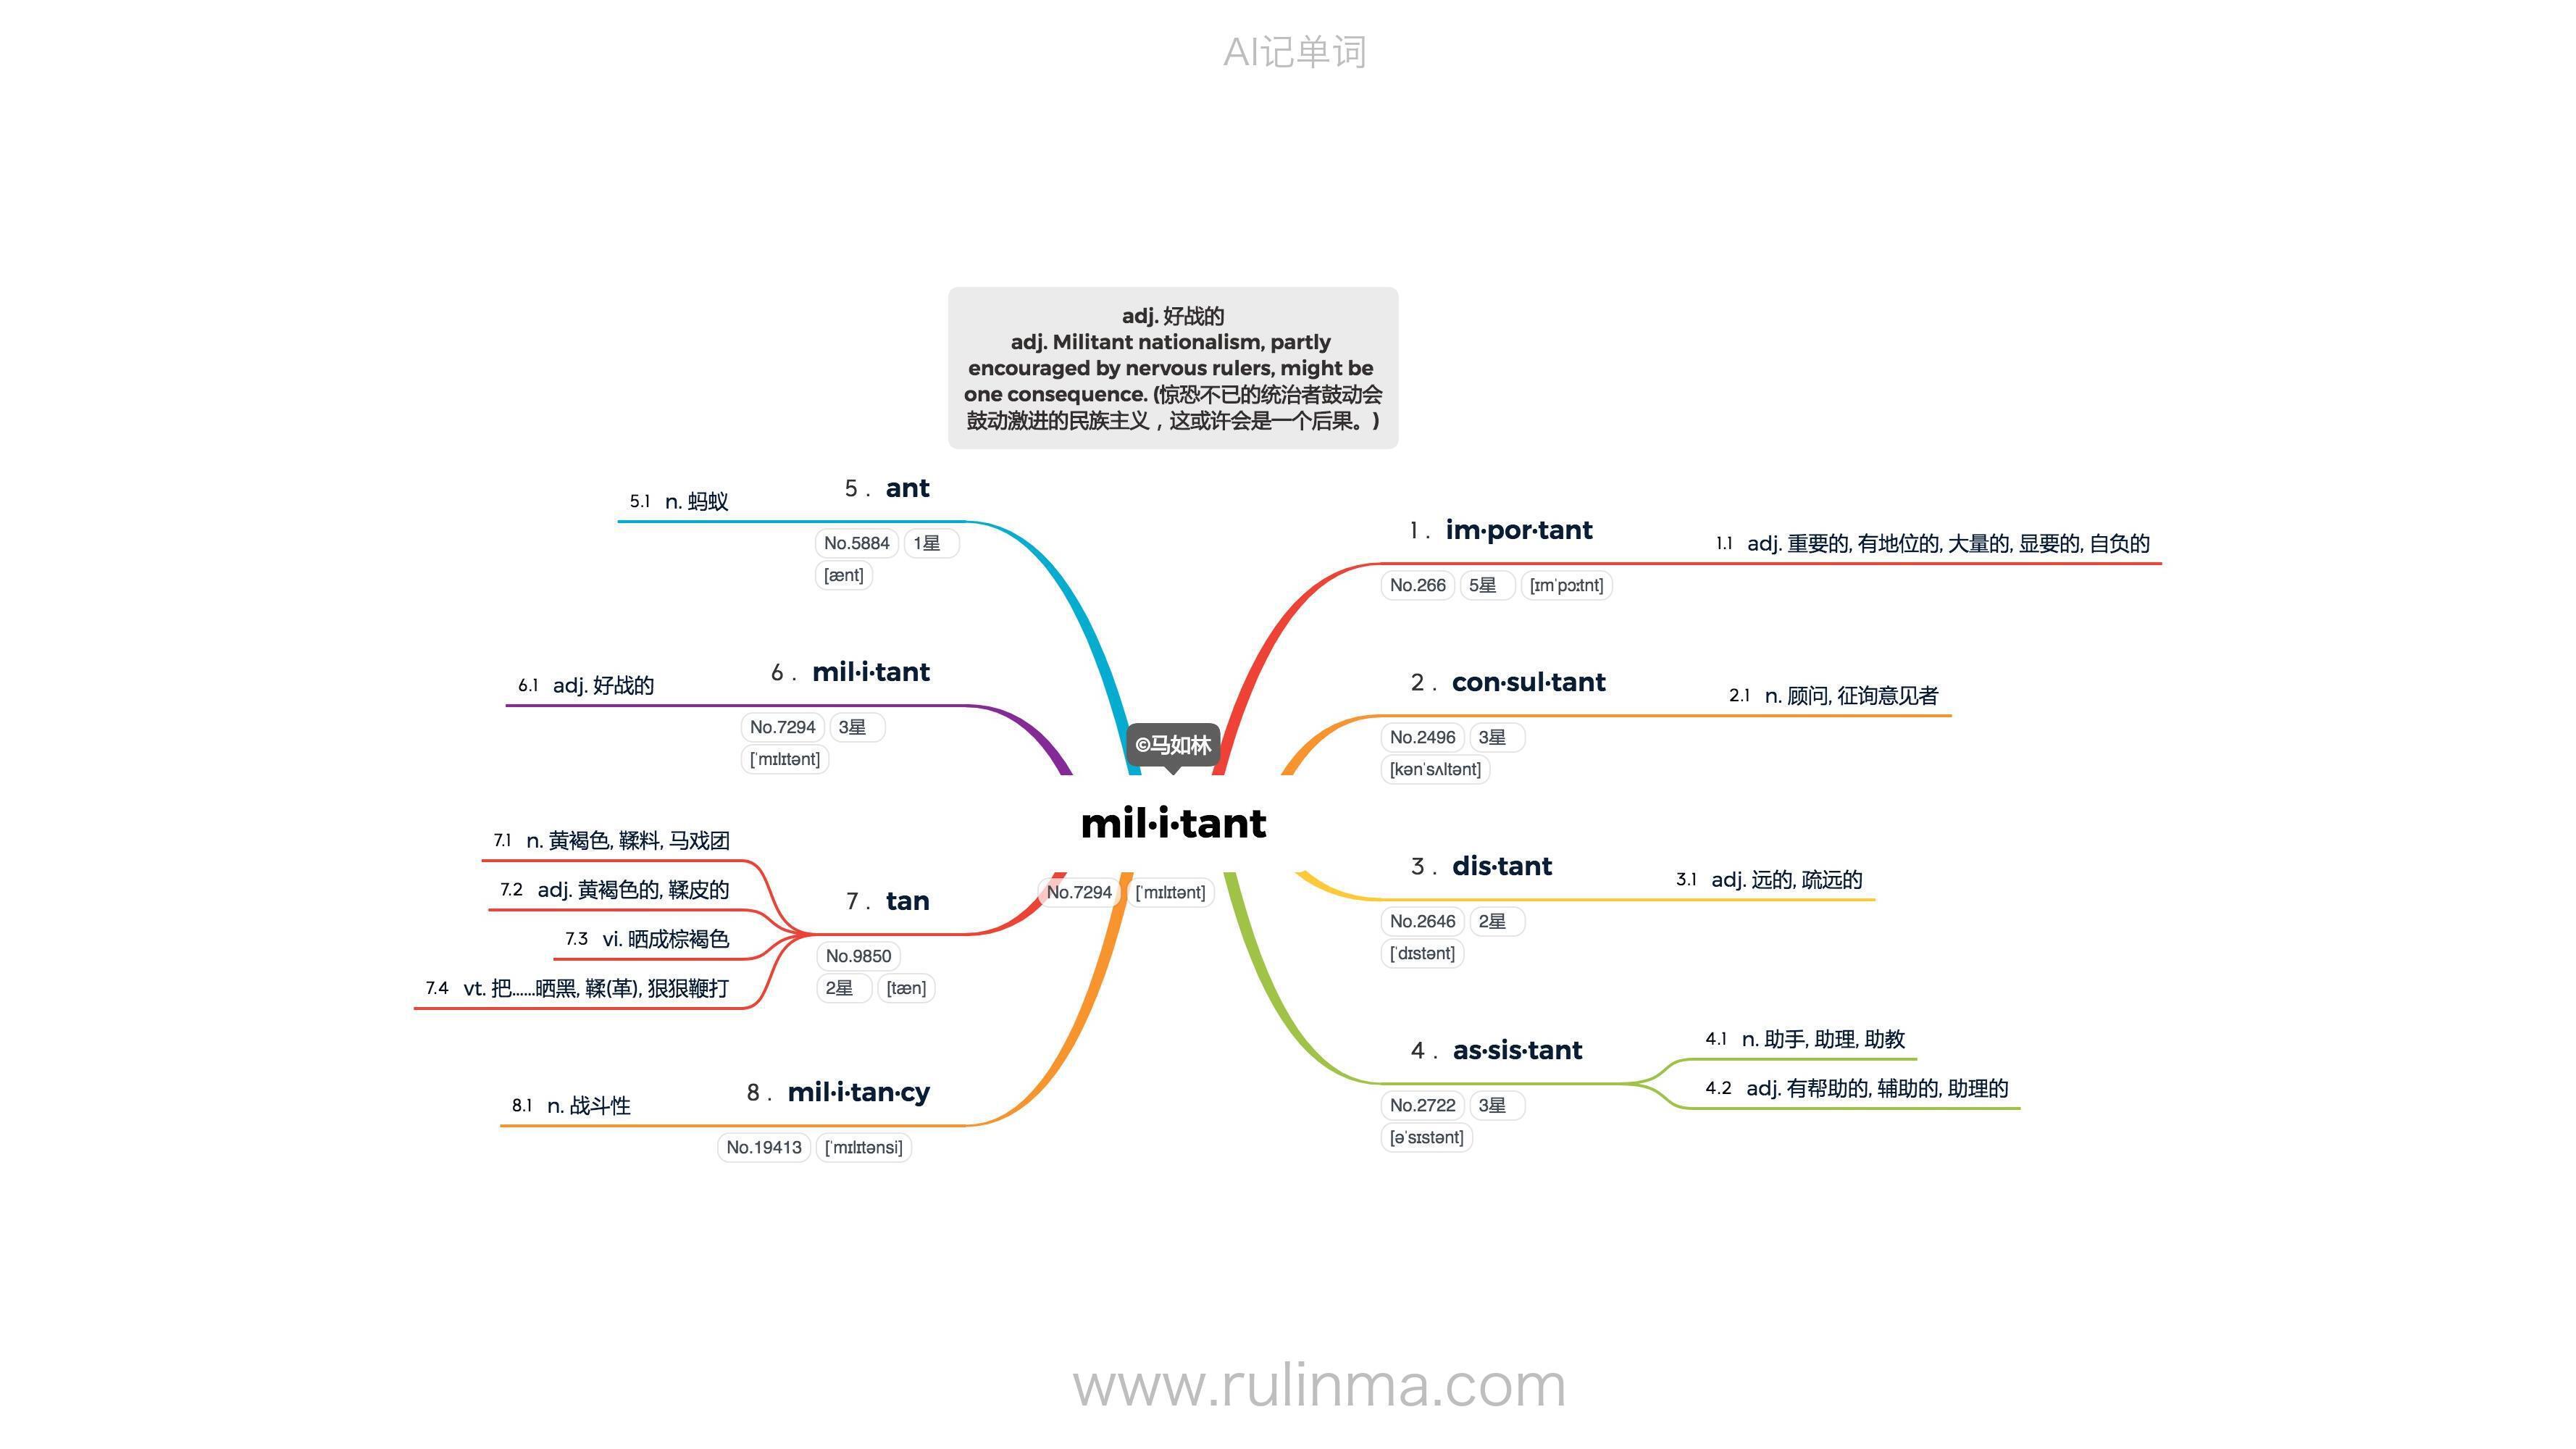 AI记单词
adj. 好战的
adj. Militant nationalism, partly
encouraged by nervous rulers, might be
one consequence. (惊恐不已的统治者鼓动会
鼓动激进的民族主义，这或许会是一个后果。)
©马如林
mil·i·tant
No.7294 [ˈmɪlɪtənt]
1. im·por·tant
No.266 5星 [ɪmˈpɔːtnt]
1.1 adj. 重要的, 有地位的, 大量的, 显要的, 自负的
2. con·sul·tant
No.2496 3星
[kənˈsʌltənt]
2.1 n. 顾问, 征询意见者
3. dis·tant
No.2646 2星
[ˈdɪstənt]
3.1 adj. 远的, 疏远的
4. as·sis·tant
No.2722 3星
[əˈsɪstənt]
4.1 n. 助手, 助理, 助教
4.2 adj. 有帮助的, 辅助的, 助理的
5. ant
No.5884 1星
[ænt]
5.1 n. 蚂蚁
6. mil·i·tant
No.7294 3星
[ˈmɪlɪtənt]
6.1 adj. 好战的
7. tan
No.9850
2星 [tæn]
7.1 n. 黄褐色, 鞣料, 马戏团
7.2 adj. 黄褐色的, 鞣皮的
7.3 vi. 晒成棕褐色
7.4 vt. 把……晒黑, 鞣(革), 狠狠鞭打
8. mil·i·tan·cy
No.19413 [ˈmɪlɪtənsi]
8.1 n. 战斗性
www.rulinma.com